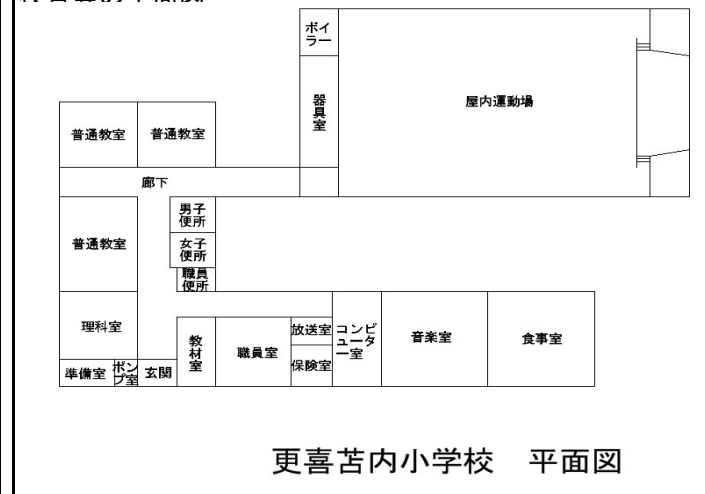 ボイ
ラー
器
具
室
屋内運動場
普通教室
普通教室
廊下
男子
便所
普通教室
女子
便所
職員
便所
理科室
教
材
室
職員室
放送室
コンピ
ュータ
ー室
音楽室
食事室
保険室
準備室
ポン
プ室
玄関
更喜苫内小学校 平面図